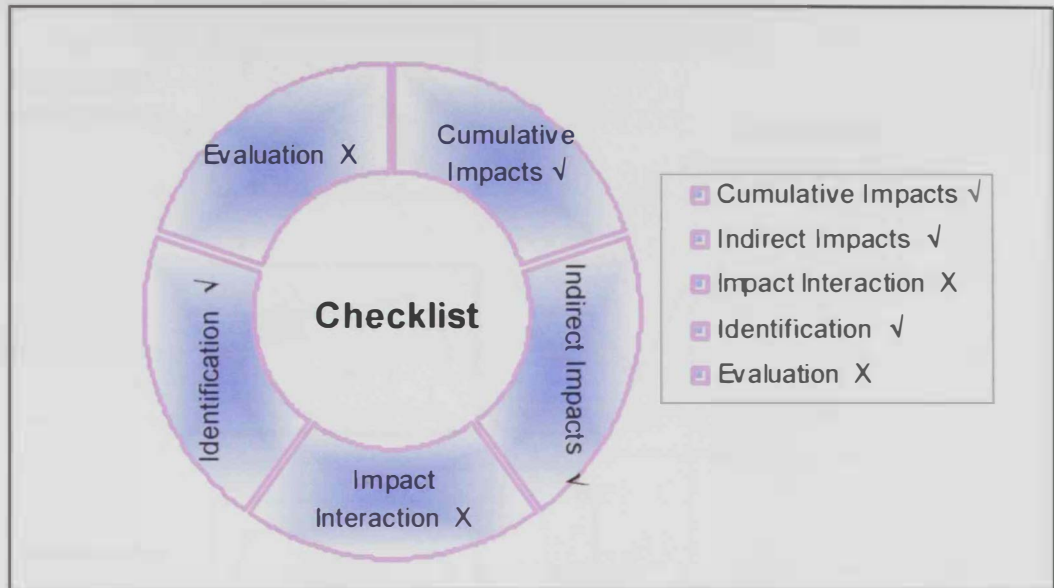 Evaluation X
Cumulative
Impacts √
Indirect Impacts √
Impact
Interaction X
Identification √
Checklist
Cumulative Impacts √
Indirect Impacts √
Impact Interaction X
Identification √
Evaluation X